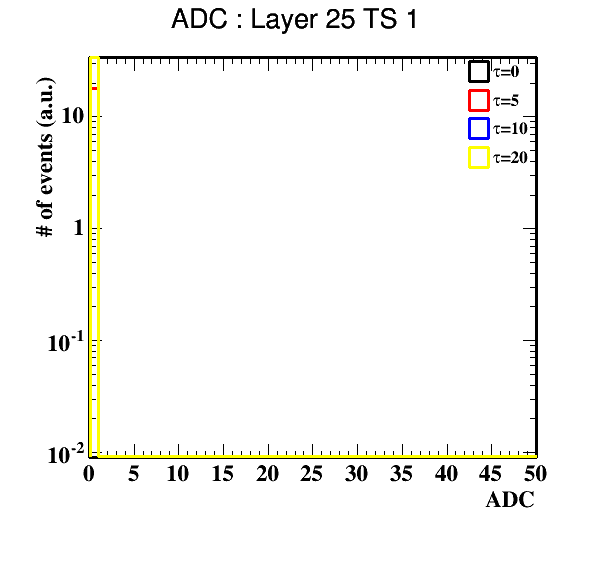 ADC : Layer 25 TS 1
# of events (a.u.)
10
1
10-1
10-2
τ=0
τ=5
τ=10
τ=20
0 5 10 15 20 25 30 35 40 45 50
ADC